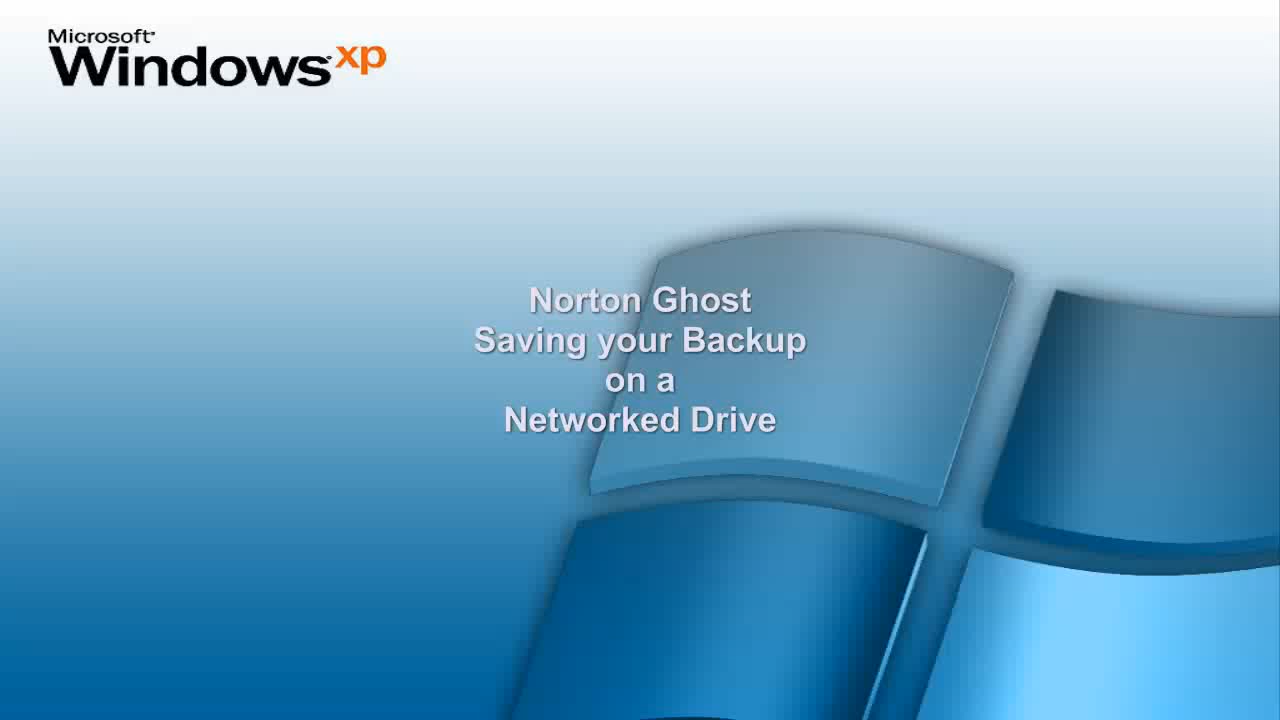 Microsoft
Windows xp
Norton Ghost
Saving your Backup
on a
Networked Drive